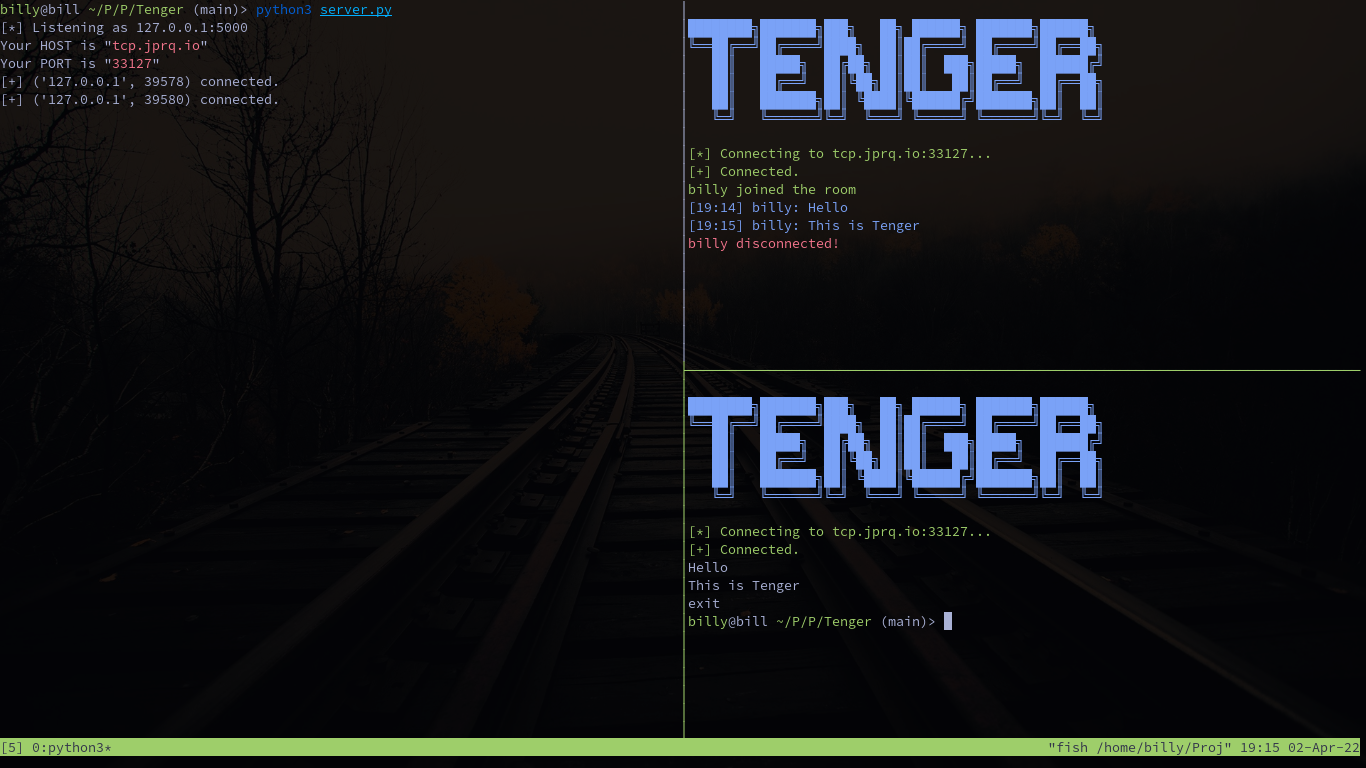 billy@bill ~/P/P/Tenger (main)> python3 server.py
[*] Listening as 127.0.0.1:5000
Your HOST is "tcp.jprq.io"
Your PORT is "33127"
[+] ('127.0.0.1', 39578) connected.
[+] ('127.0.0.1', 39580) connected.
TENGER
[*] Connecting to tcp.jprq.io:33127...
[+] Connected.
billy joined the room
[19:14] billy: Hello
[19:15] billy: This is Tenger
billy disconnected!
TENGER
[*] Connecting to tcp.jprq.io:33127...
[+] Connected.
Hello
This is Tenger
exit
billy@bill ~/P/P/Tenger (main)>
[5] 0:python3* "fish /home/billy/Proj" 19:15 02-Apr-22